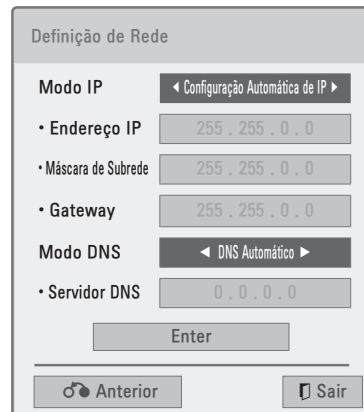 Definição de Rede
Modo IP ◀ Configuração Automática de IP ▶
• Endereço IP 255 . 255 . 0 . 0
• Máscara de Subrede 255 . 255 . 0 . 0
• Gateway 255 . 255 . 0 . 0
Modo DNS ◀ DNS Automático ▶
• Servidor DNS 0 . 0 . 0 . 0
Enter
Anterior Sair